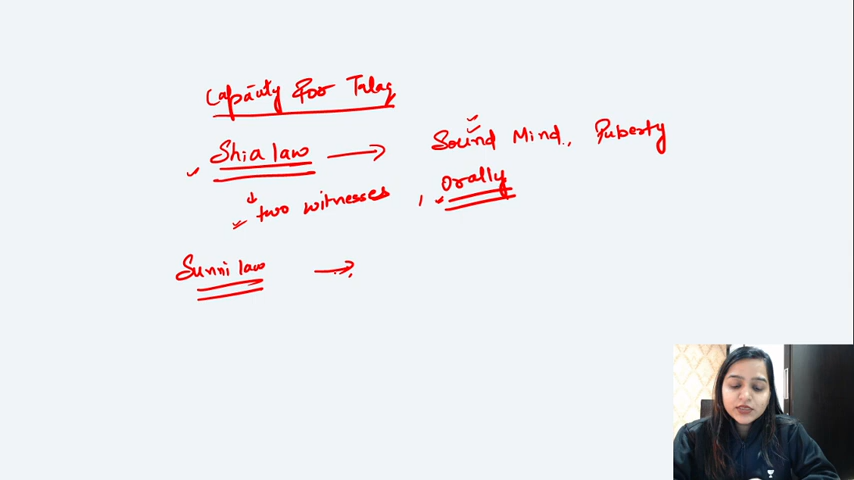 Capacity for Talaq
Shia law → Sound Mind, Puberty
↓ two witnesses, Orally
Sunni law →